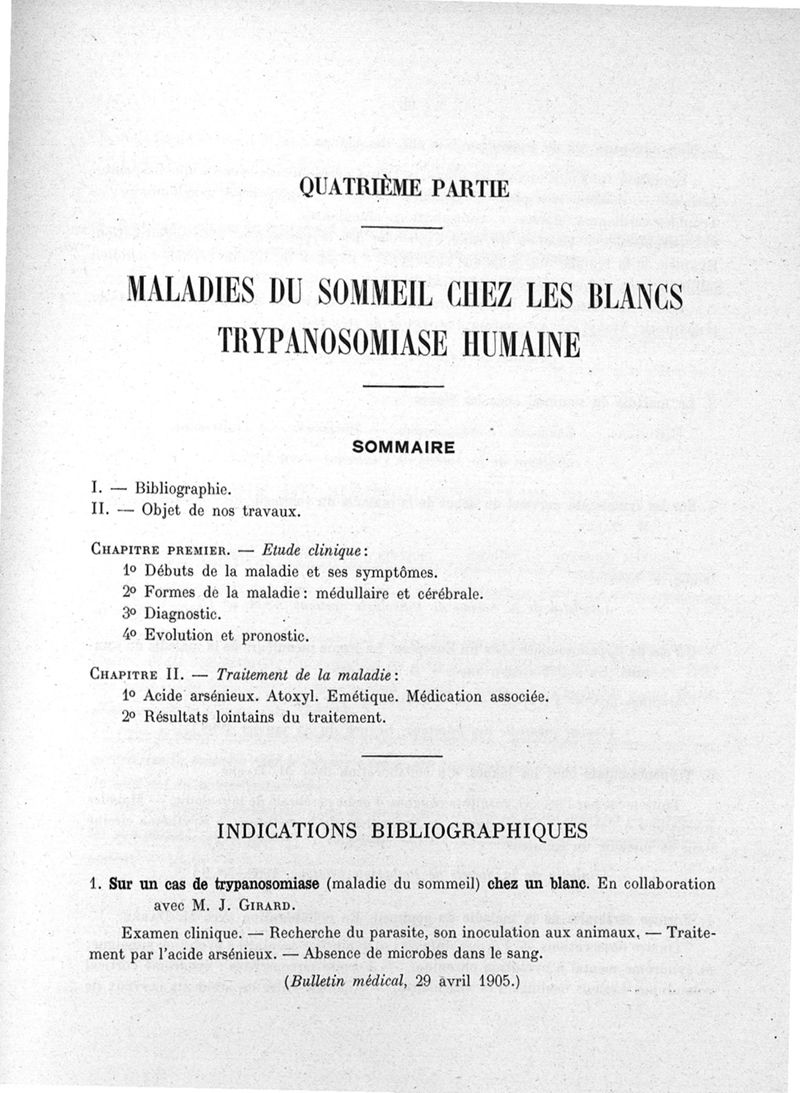 QUATRIÈME PARTIE
MALADIES DU SOMMEIL CHEZ LES BLANCS
TRYPANOSOMIASE HUMAINE
SOMMAIRE
I. — Bibliographie.
II. — Objet de nos travaux.
CHAPITRE PREMIER. — Etude clinique :
1º Débuts de la maladie et ses symptômes.
2º Formes de la maladie : médullaire et cérébrale.
3º Diagnostic.
4º Evolution et pronostic.
CHAPITRE II. — Traitement de la maladie :
1º Acide arsénieux. Atoxyl. Emétique. Médication associée.
2º Résultats lointains du traitement.
INDICATIONS BIBLIOGRAPHIQUES
1. Sur un cas de trypanosomiase (maladie du sommeil) chez un blanc. En collaboration
avec M. J. GIRARD.
Examen clinique. — Recherche du parasite, son inoculation aux animaux, — Traite-
ment par l'acide arsénieux. — Absence de microbes dans le sang.
(Bulletin médical, 29 avril 1905.)